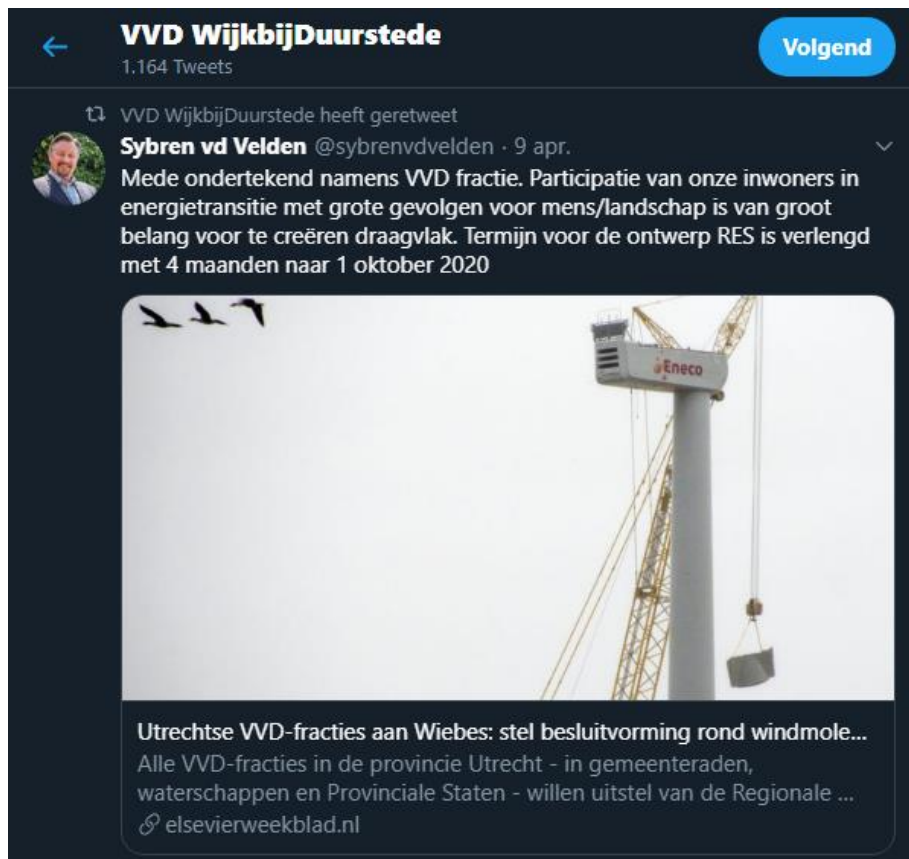 VVD WijkbijDuurstede
1.164 Tweets
Volgend
VVD WijkbijDuurstede heeft geretweet
Sybren vd Velden @sybrenvdvelden · 9 apr.
Mede ondertekend namens VVD fractie. Participatie van onze inwoners in
energietransitie met grote gevolgen voor mens/landschap is van groot
belang voor te creëren draagvlak. Termijn voor de ontwerp RES is verlengd
met 4 maanden naar 1 oktober 2020
Eneco
Utrechtse VVD-fracties aan Wiebes: stel besluitvorming rond windmole...
Alle VVD-fracties in de provincie Utrecht - in gemeenteraden,
waterschappen en Provinciale Staten - willen uitstel van de Regionale ...
elsevierweekblad.nl